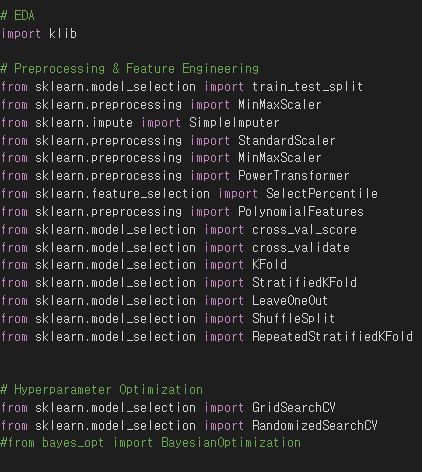 # EDA
import klib
# Preprocessing & Feature Engineering
from sklearn.model_selection import train_test_split
from sklearn.preprocessing import MinMaxScaler
from sklearn.impute import SimpleImputer
from sklearn.preprocessing import StandardScaler
from sklearn.preprocessing import MinMaxScaler
from sklearn.preprocessing import PowerTransformer
from sklearn.feature_selection import SelectPercentile
from sklearn.preprocessing import PolynomialFeatures
from sklearn.model_selection import cross_val_score
from sklearn.model_selection import cross_validate
from sklearn.model_selection import KFold
from sklearn.model_selection import StratifiedKFold
from sklearn.model_selection import LeaveOneOut
from sklearn.model_selection import ShuffleSplit
from sklearn.model_selection import RepeatedStratifiedKFold
# Hyperparameter Optimization
from sklearn.model_selection import GridSearchCV
from sklearn.model_selection import RandomizedSearchCV
#from bayes_opt import BayesianOptimization